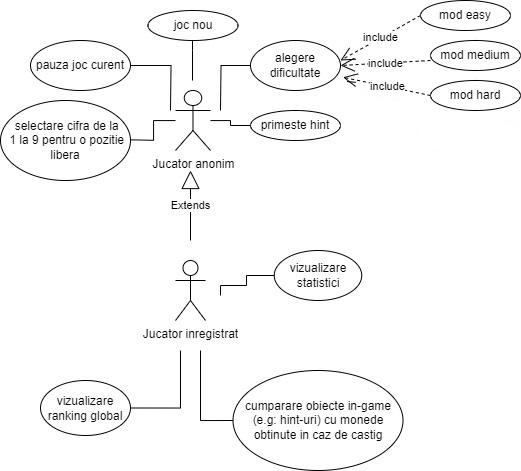 joc nou
mod easy
include
pauza joc curent
alegere
dificultate
include
mod medium
include
mod hard
selectare cifra de la
1 la 9 pentru o pozitie
libera
primeste hint
Jucator anonim
Extends
vizualizare
statistici
Jucator inregistrat
vizualizare
ranking global
cumparare obiecte in-game
(e.g: hint-uri) cu monede
obtinute in caz de castig